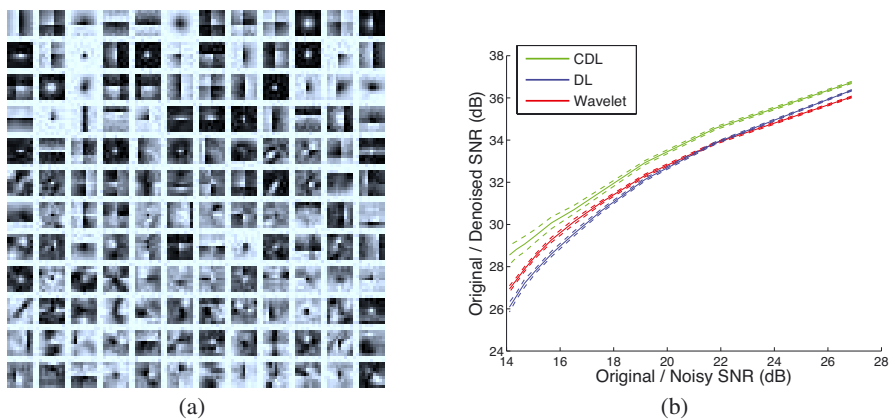 38
36
34
32
30
28
26
24
Original / Denoised SNR (dB)
CDL
DL
Wavelet
14 16 18 20 22 24 26 28
Original / Noisy SNR (dB)
(a)
(b)